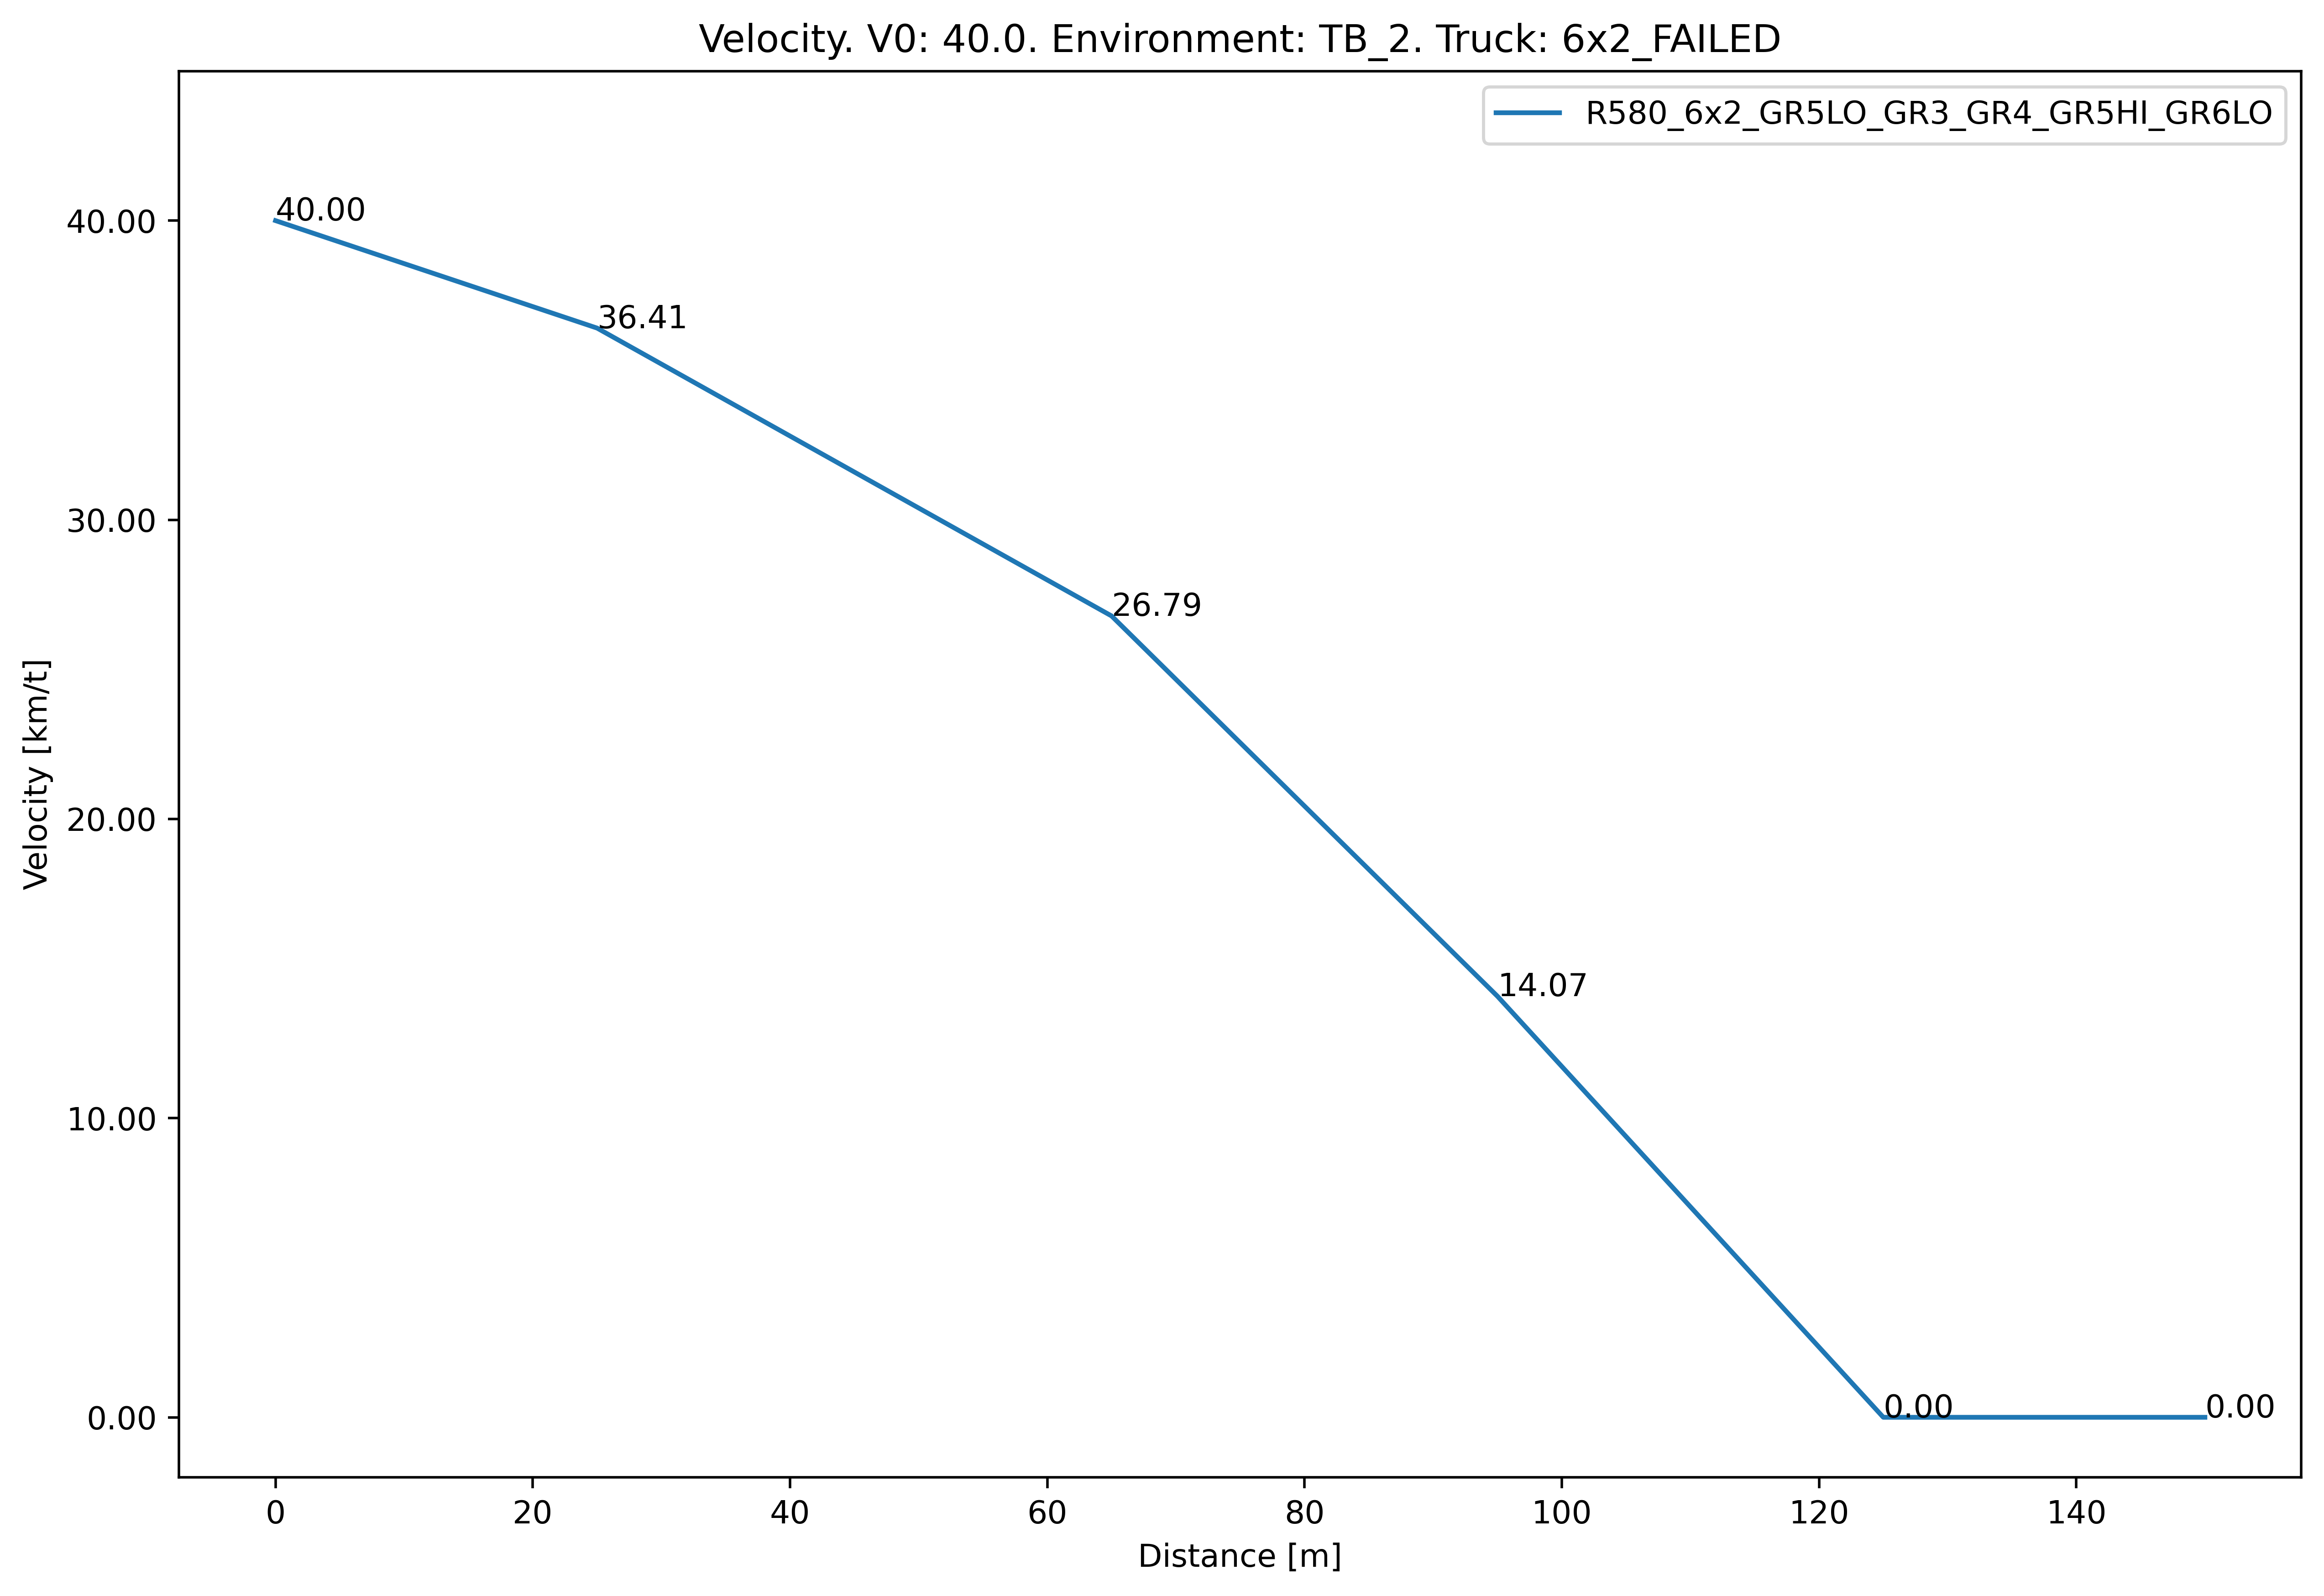 Velocity. V0: 40.0. Environment: TB_2. Truck: 6x2_FAILED
R580_6x2_GR5LO_GR3_GR4_GR5HI_GR6LO
40.00
36.41
26.79
14.07
0.00
0.00
Velocity [km/t]
40.00
30.00
20.00
10.00
0.00
0 20 40 60 80 100 120 140
Distance [m]